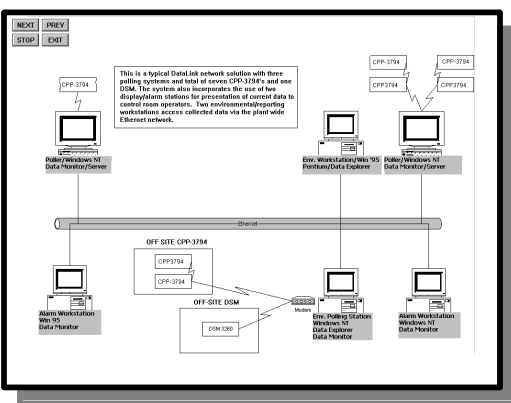 NEXT PREV
STOP EXIT
This is a typical DataLink network solution with three
polling systems and total of seven CPP-3794's and one
DSM. The system also incorporates the use of two
display/alarm stations for presentation of current data to
control room operators. Two environmental/reporting
workstations access collected data via the plant wide
Ethernet network.
CPP-3794
CPP-3794 CPP-3794
CPP3794 CPP3794
Poller/Windows NT
Data Monitor/Server
Env. Workstation/Win '95
Pentium/Data Explorer
Poller/Windows NT
Data Monitor/Server
Ethernet
OFF SITE CPP-3794
CPP3794
CPP-3794
OFF-SITE DSM
DSM 3260
Modem
Alarm Workstation
Win 95
Data Monitor
Env. Polling Station
Windows NT
Data Explorer
Data Monitor
Alarm Workstation
Windows NT
Data Monitor